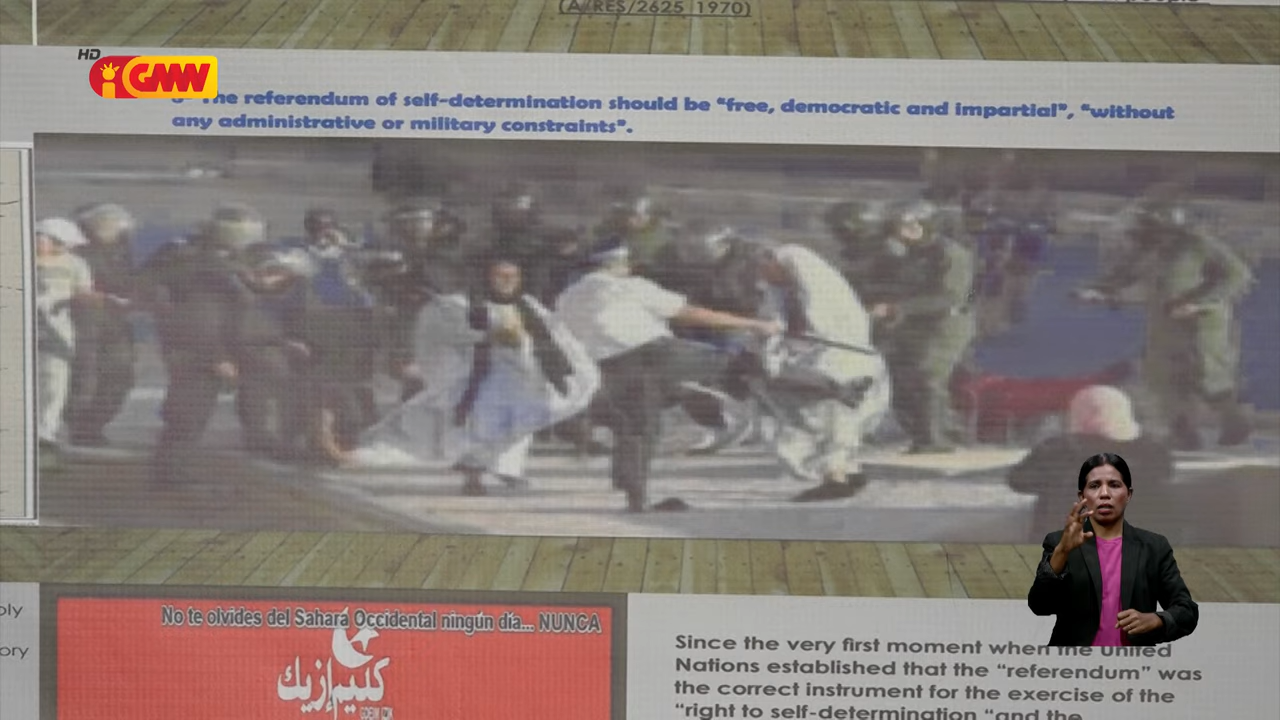 (A/RES/2625 1970)
HD
iGMN
The referendum of self-determination should be “free, democratic and impartial”, “without
any administrative or military constraints”.
ory
No te olvides del Sahara Occidental ningún día... NUNCA
كليم إزيك
Since the very first moment when the United
Nations established that the “referendum” was
the correct instrument for the exercise of the
“right to self-determination “and the